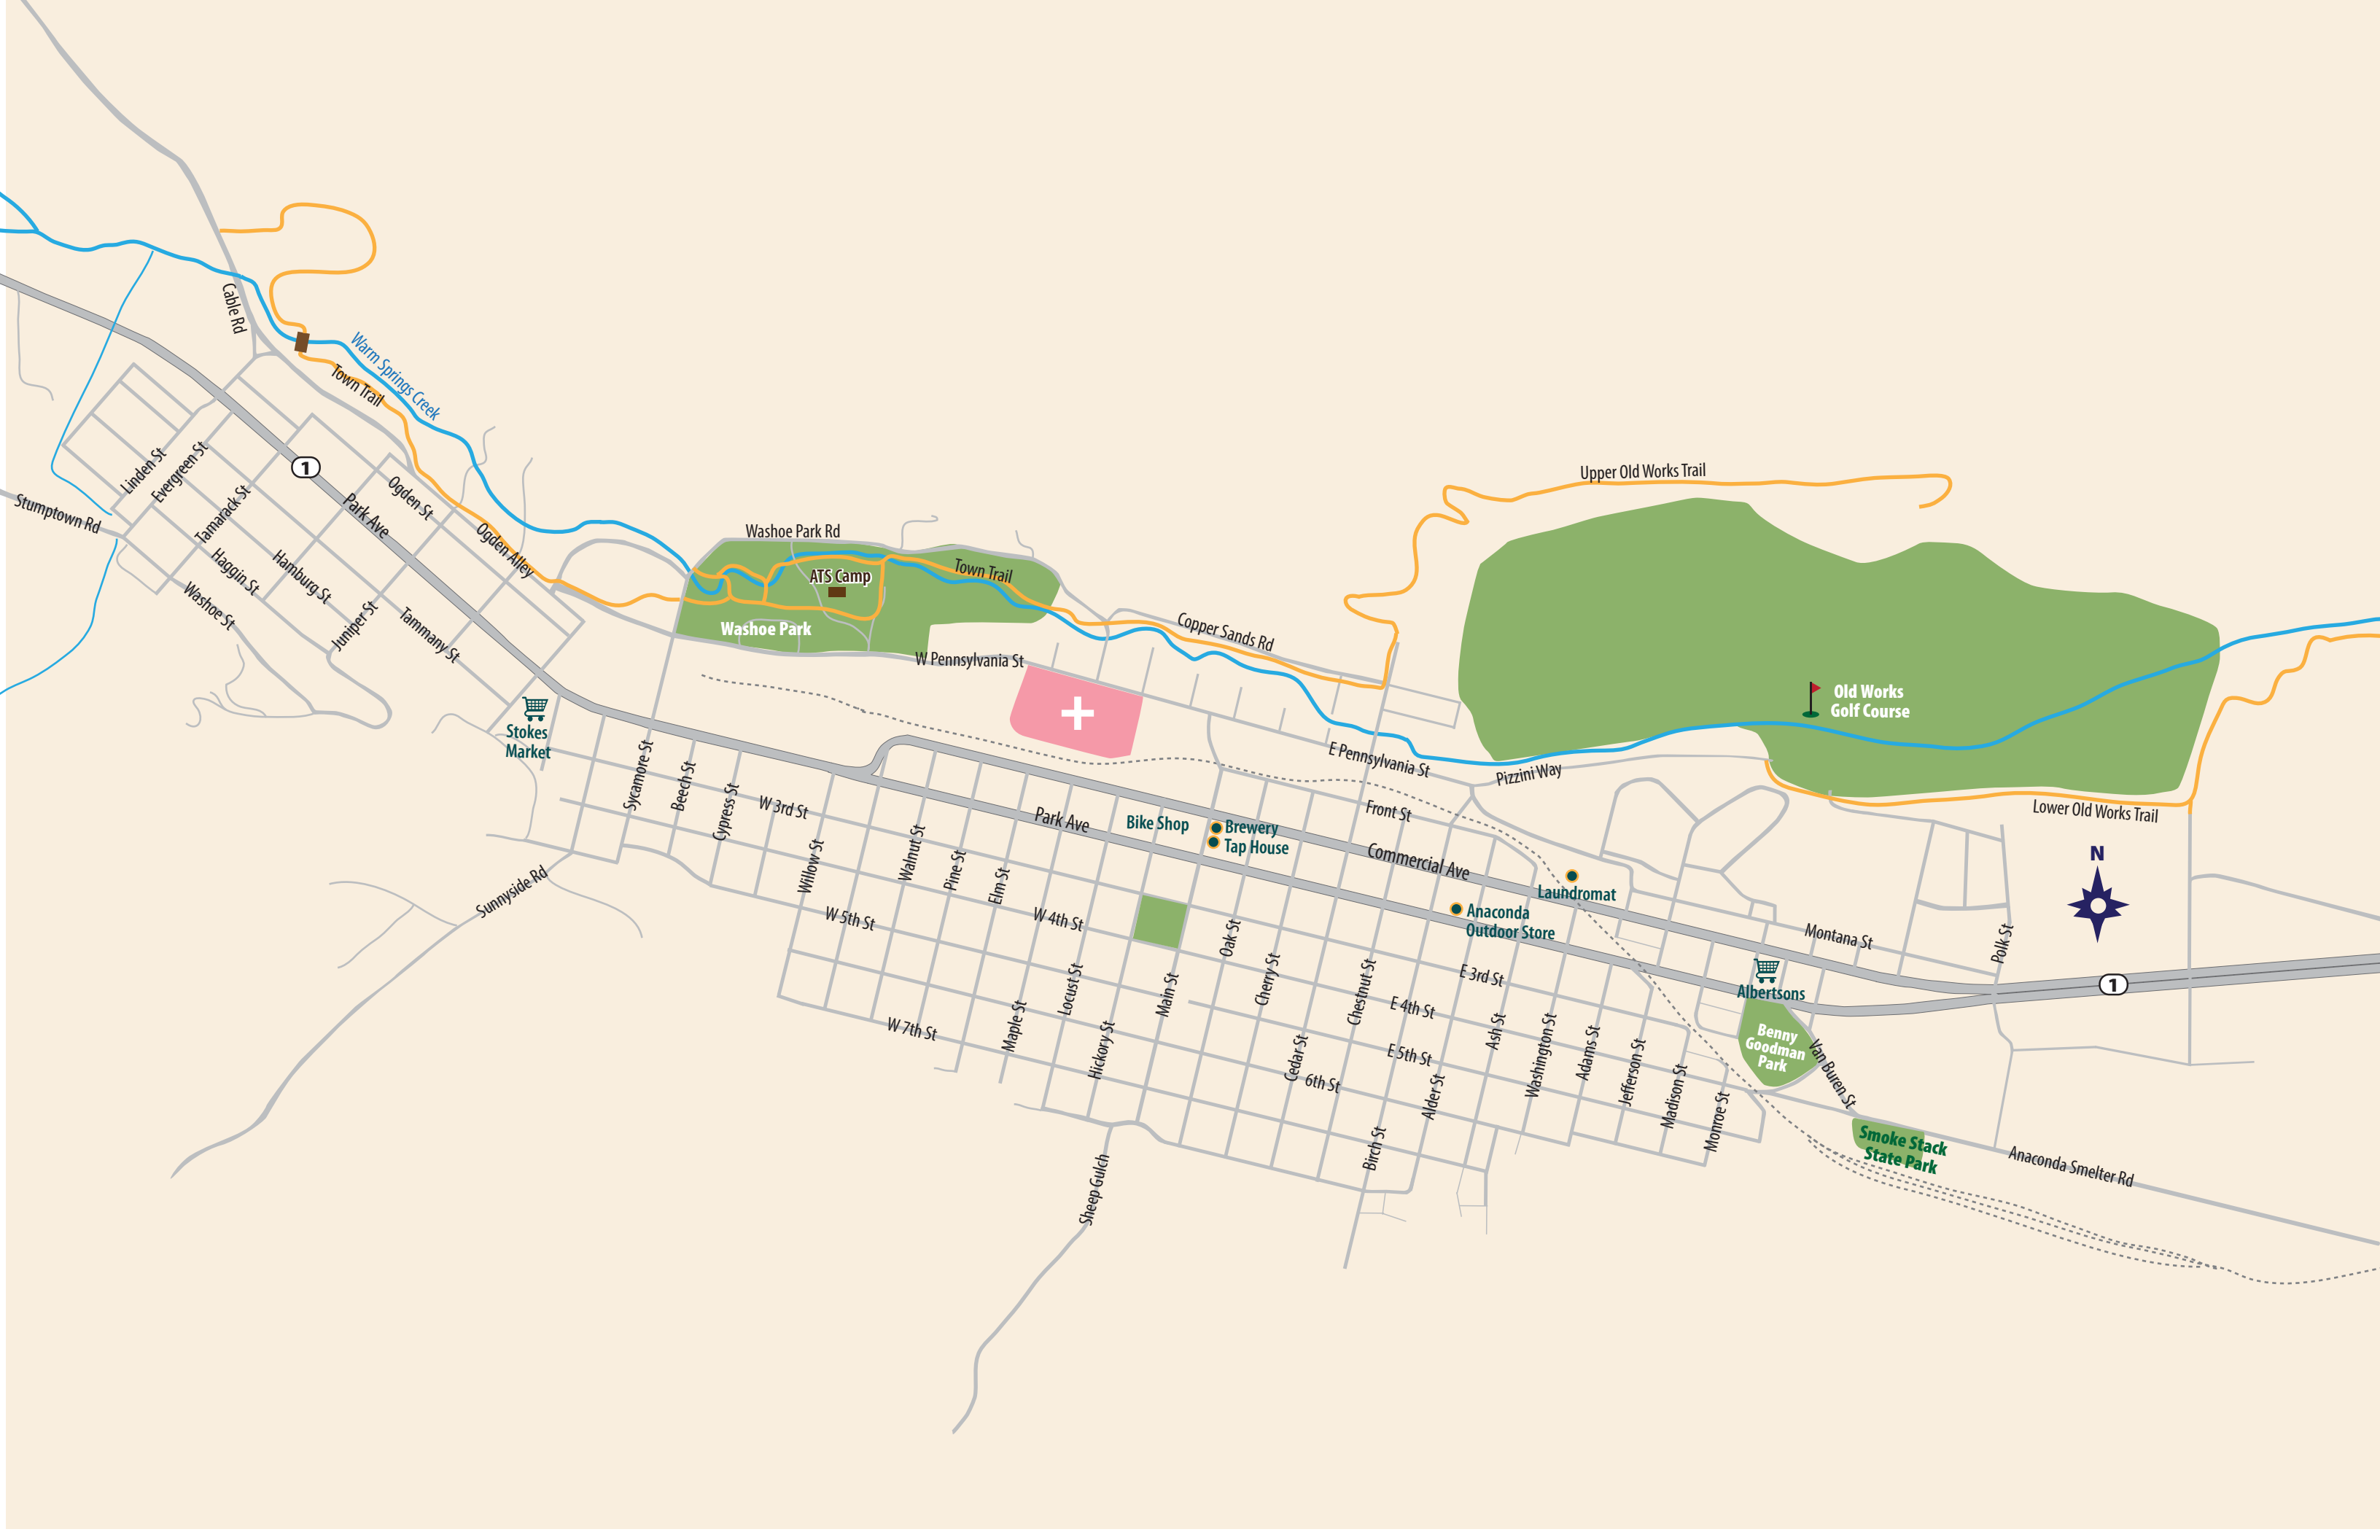 Cable Rd
Warm Springs Creek
Town Trail
Linden St
Evergreen St
Tamarack St
1
Park Ave
Ogden St
Ogden Alley
Stumptown Rd
Haggin St
Hamburg St
Washoe St
Juniper St
Tammany St
Washoe Park Rd
ATS Camp
Town Trail
Washoe Park
W Pennsylvania St
Copper Sands Rd
Upper Old Works Trail
Old Works
Golf Course
E Pennsylvania St
Pizzini Way
Lower Old Works Trail
Stokes
Market
Sycamore St
Beech St
Cypress St
W 3rd St
Willow St
Walnut St
Pine St
Elm St
Park Ave
Bike Shop
Brewery
Tap House
Front St
Commercial Ave
Laundromat
Anaconda
Outdoor Store
N
Sunnyside Rd
W 5th St
W 4th St
Oak St
Cherry St
Chestnut St
E 3rd St
E 4th St
Montana St
Polk St
Albertsons
1
Locust St
Main St
Maple St
Hickory St
W 7th St
Cedar St
E 5th St
6th St
Ash St
Washington St
Adams St
Jefferson St
Madison St
Monroe St
Alder St
Birch St
Benny
Goodman
Park
Van Buren St
Smoke Stack
State Park
Anaconda Smelter Rd
Sheep Gulch